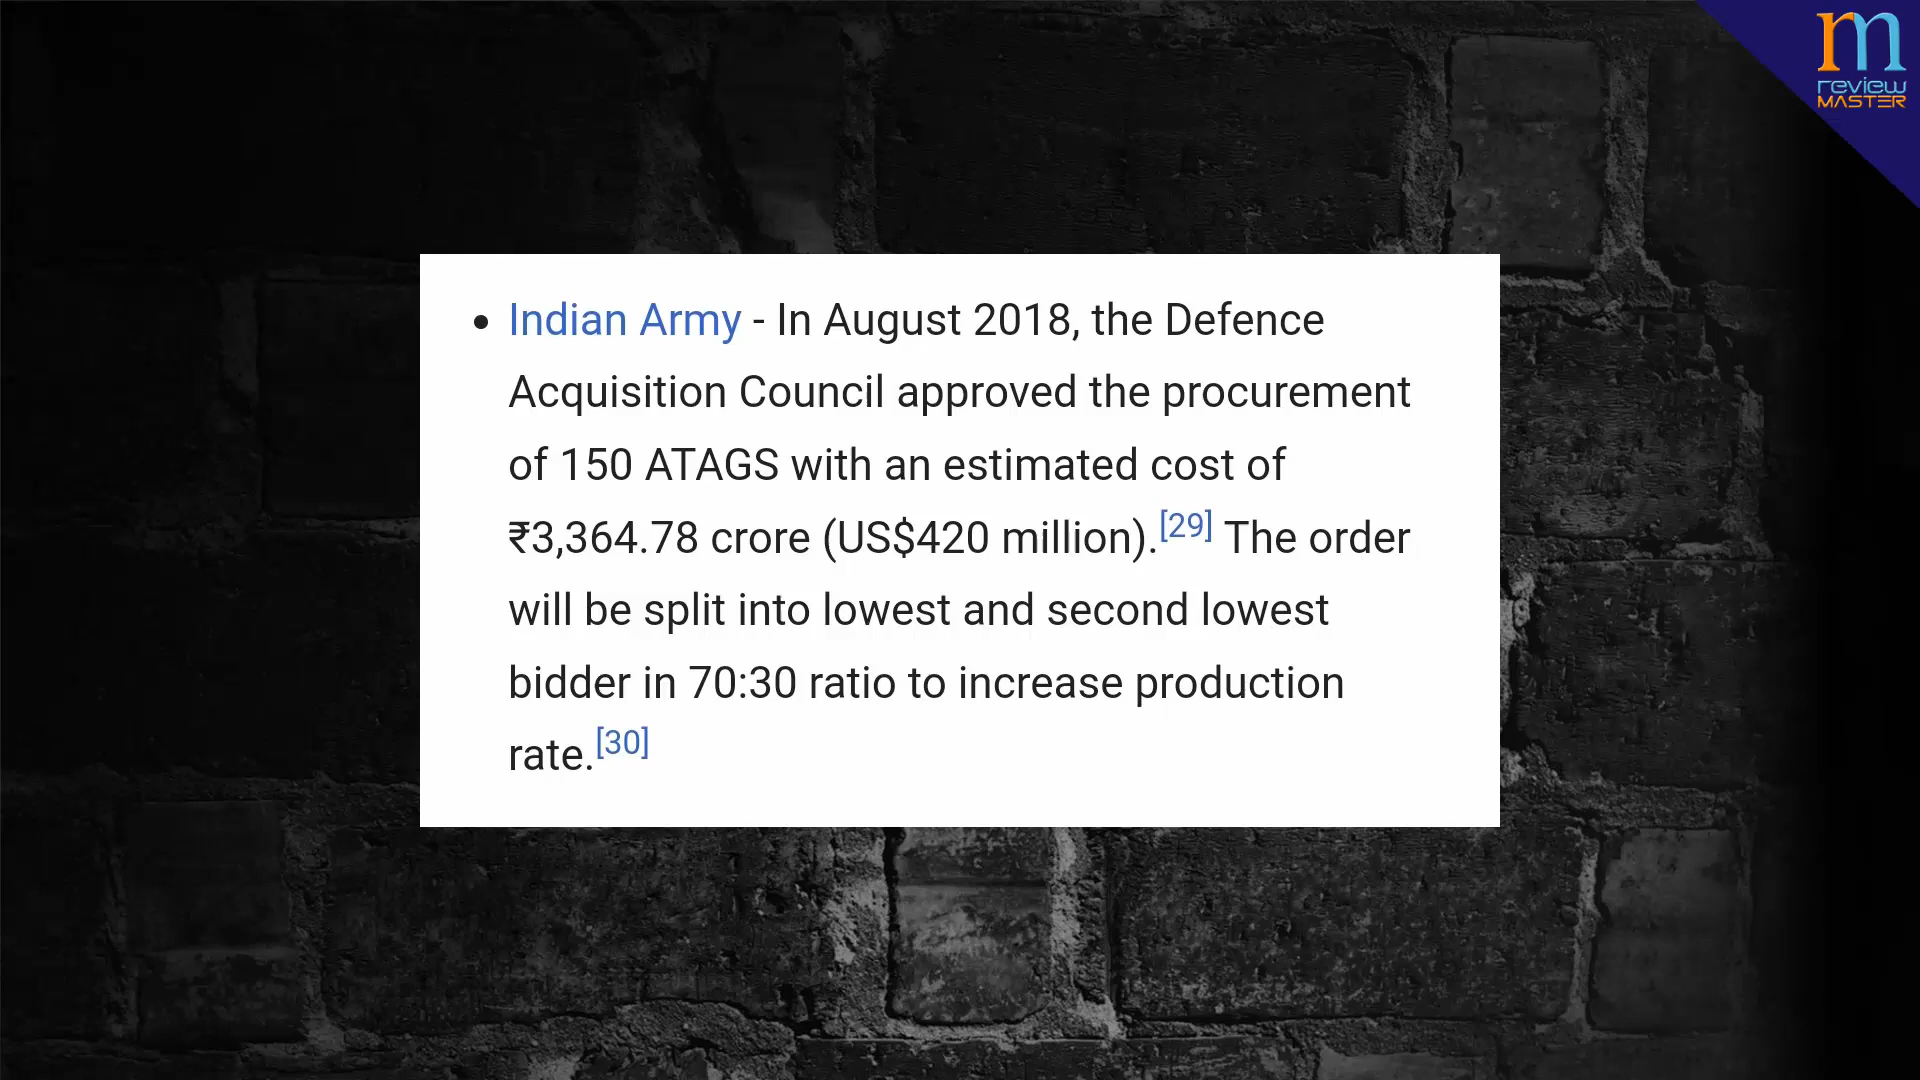 rm
review
MASTER
• Indian Army - In August 2018, the Defence
Acquisition Council approved the procurement
of 150 ATAGS with an estimated cost of
₹3,364.78 crore (US$420 million).[29] The order
will be split into lowest and second lowest
bidder in 70:30 ratio to increase production
rate.[30]